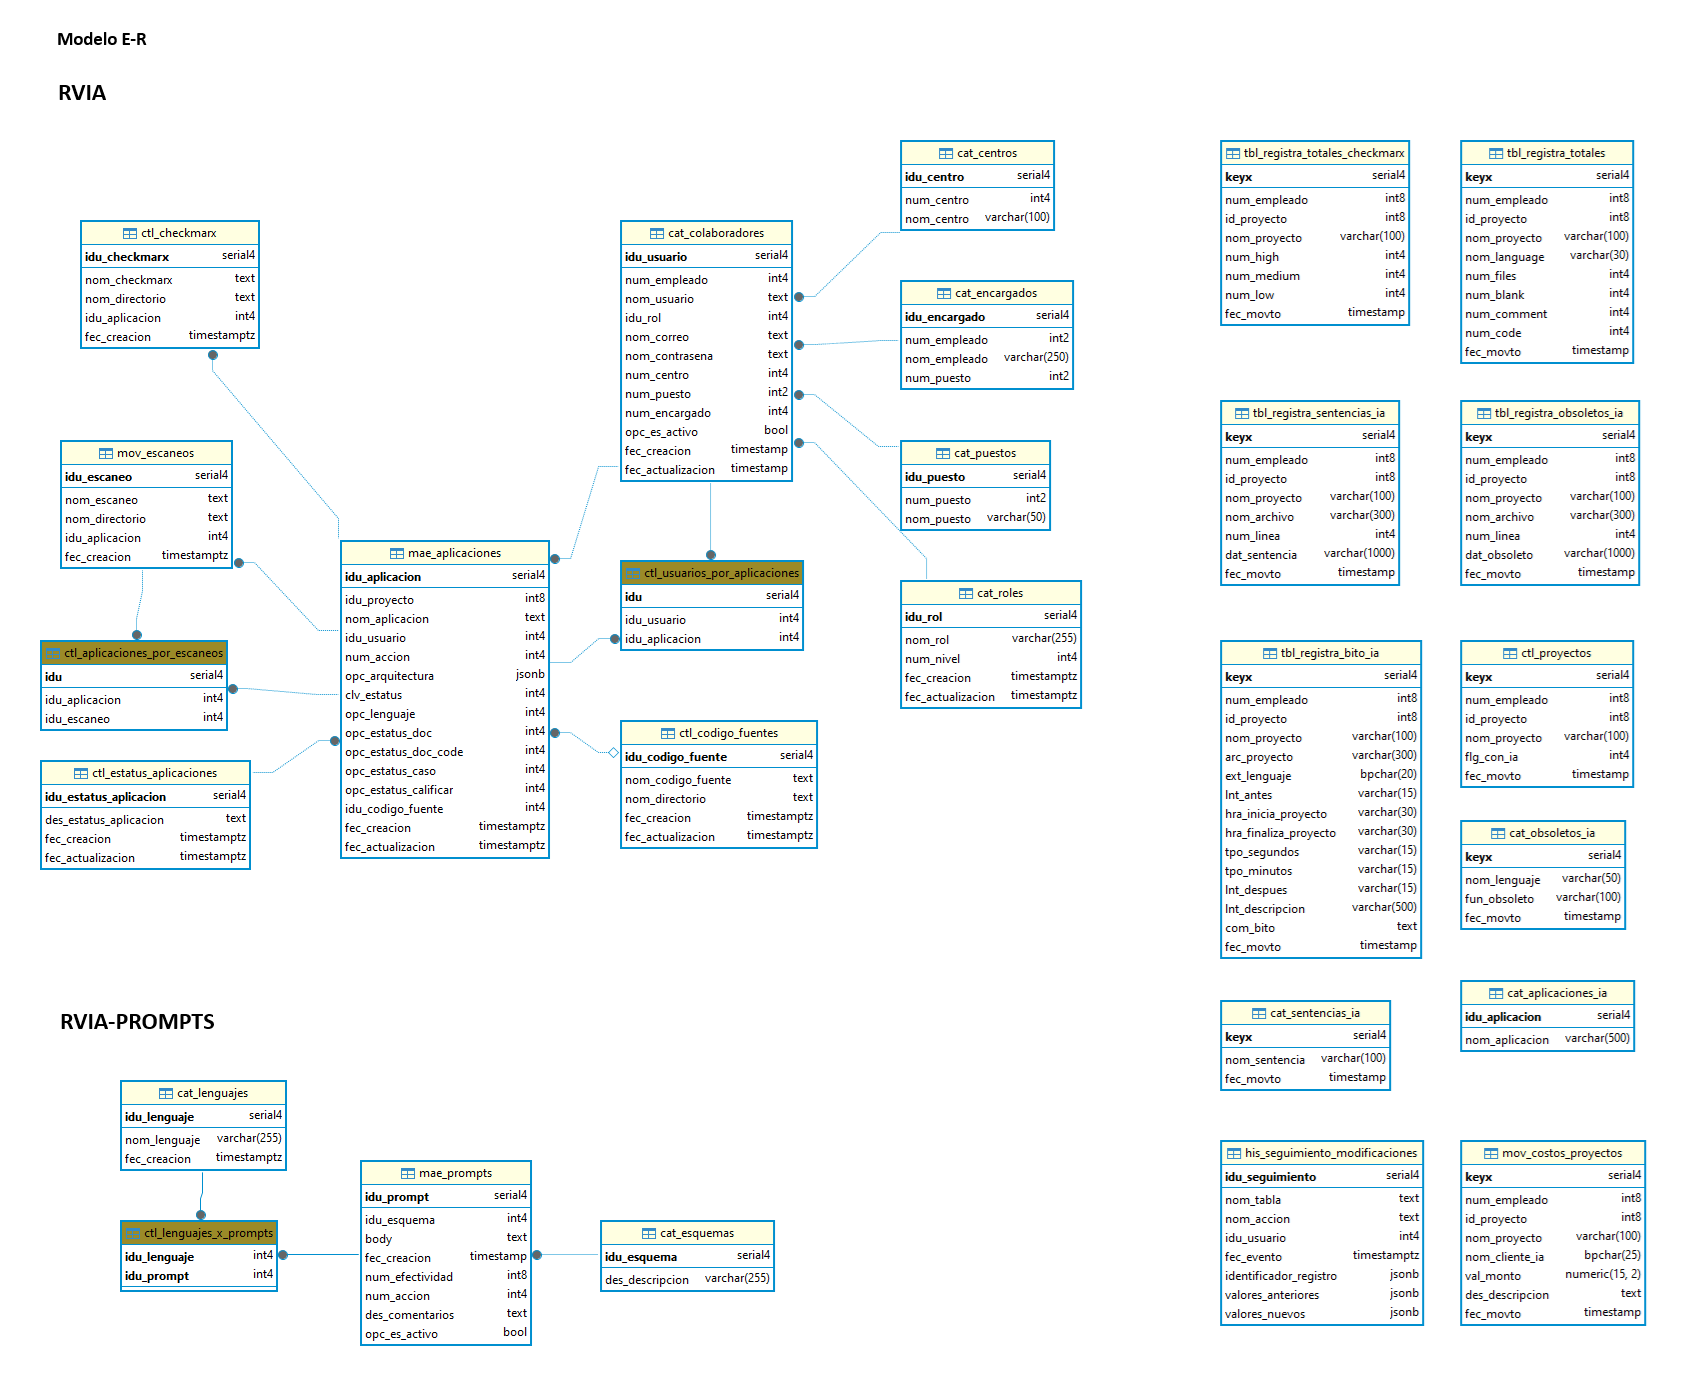 Modelo E-R
RVIA
ctl_checkmarx
idu_checkmarx serial4
nom_checkmarx text
nom_directorio text
idu_aplicacion int4
fec_creacion timestamptz
mov_escaneos
idu_escaneo serial4
nom_escaneo text
nom_directorio text
idu_aplicacion int4
fec_creacion timestamptz
ctl_aplicaciones_por_escaneos
idu serial4
idu_aplicacion int4
idu_escaneo int4
ctl_estatus_aplicaciones
idu_estatus_aplicacion serial4
des_estatus_aplicacion text
fec_creacion timestamptz
fec_actualizacion timestamptz
mae_aplicaciones
idu_aplicacion serial4
idu_proyecto int8
nom_aplicacion text
idu_usuario int4
num_accion int4
opc_arquitectura jsonb
clv_estatus int4
opc_lenguaje int4
opc_estatus_doc int4
opc_estatus_doc_code int4
opc_estatus_caso int4
opc_estatus_calificar int4
idu_codigo_fuente int4
fec_creacion timestamptz
fec_actualizacion timestamptz
cat_colaboradores
idu_usuario serial4
num_empleado int4
nom_usuario text
idu_rol int4
nom_correo text
nom_contrasena text
num_centro int4
num_puesto int2
num_encargado int4
opc_es_activo bool
fec_creacion timestamp
fec_actualizacion timestamp
ctl_usuarios_por_aplicaciones
idu serial4
idu_usuario int4
idu_aplicacion int4
ctl_codigo_fuentes
idu_codigo_fuente serial4
nom_codigo_fuente text
nom_directorio text
fec_creacion timestamptz
fec_actualizacion timestamptz
cat_centros
idu_centro serial4
num_centro int4
nom_centro varchar(100)
cat_encargados
idu_encargado serial4
num_empleado int2
nom_empleado varchar(250)
num_puesto int2
cat_puestos
idu_puesto serial4
num_puesto int2
nom_puesto varchar(50)
cat_roles
idu_rol serial4
nom_rol varchar(255)
num_nivel int4
fec_creacion timestamptz
fec_actualizacion timestamptz
tbl_registra_totales_checkmarx
keyx serial4
num_empleado int8
id_proyecto int8
nom_proyecto varchar(100)
num_high int4
num_medium int4
num_low int4
fec_movto timestamp
tbl_registra_totales
keyx serial4
num_empleado int8
id_proyecto int8
nom_proyecto varchar(100)
nom_language varchar(30)
num_files int4
num_blank int4
num_comment int4
num_code int4
fec_movto timestamp
tbl_registra_sentencias_ia
keyx serial4
num_empleado int8
id_proyecto int8
nom_proyecto varchar(100)
nom_archivo varchar(300)
num_linea int4
dat_sentencia varchar(1000)
fec_movto timestamp
tbl_registra_obsoletos_ia
keyx serial4
num_empleado int8
id_proyecto int8
nom_proyecto varchar(100)
nom_archivo varchar(300)
num_linea int4
dat_obsoleto varchar(1000)
fec_movto timestamp
tbl_registra_bito_ia
keyx serial4
num_empleado int8
id_proyecto int8
nom_proyecto varchar(100)
arc_proyecto varchar(300)
ext_lenguaje bpchar(20)
lnt_antes varchar(15)
hra_inicia_proyecto varchar(30)
hra_finaliza_proyecto varchar(30)
tpo_segundos varchar(15)
tpo_minutos varchar(15)
lnt_despues varchar(15)
lnt_descripcion varchar(500)
com_bito text
fec_movto timestamp
ctl_proyectos
keyx serial4
num_empleado int8
id_proyecto int8
nom_proyecto varchar(100)
flg_con_ia int4
fec_movto timestamp
cat_obsoletos_ia
keyx serial4
nom_lenguaje varchar(50)
fun_obsoleto varchar(100)
fec_movto timestamp
cat_aplicaciones_ia
idu_aplicacion serial4
nom_aplicacion varchar(500)
cat_sentencias_ia
keyx serial4
nom_sentencia varchar(100)
fec_movto timestamp
his_seguimiento_modificaciones
idu_seguimiento serial4
nom_tabla text
nom_accion text
idu_usuario int4
fec_evento timestamptz
identificador_registro jsonb
valores_anteriores jsonb
valores_nuevos jsonb
mov_costos_proyectos
keyx serial4
num_empleado int8
id_proyecto int8
nom_proyecto varchar(100)
nom_cliente_ia bpchar(25)
val_monto numeric(15, 2)
des_descripcion text
fec_movto timestamp
RVIA-PROMPTS
cat_lenguajes
idu_lenguaje serial4
nom_lenguaje varchar(255)
fec_creacion timestamptz
ctl_lenguajes_x_prompts
idu_lenguaje int4
idu_prompt int4
mae_prompts
idu_prompt serial4
idu_esquema int4
body text
fec_creacion timestamp
num_efectividad int8
num_accion int4
des_comentarios text
opc_es_activo bool
cat_esquemas
idu_esquema serial4
des_descripcion varchar(255)